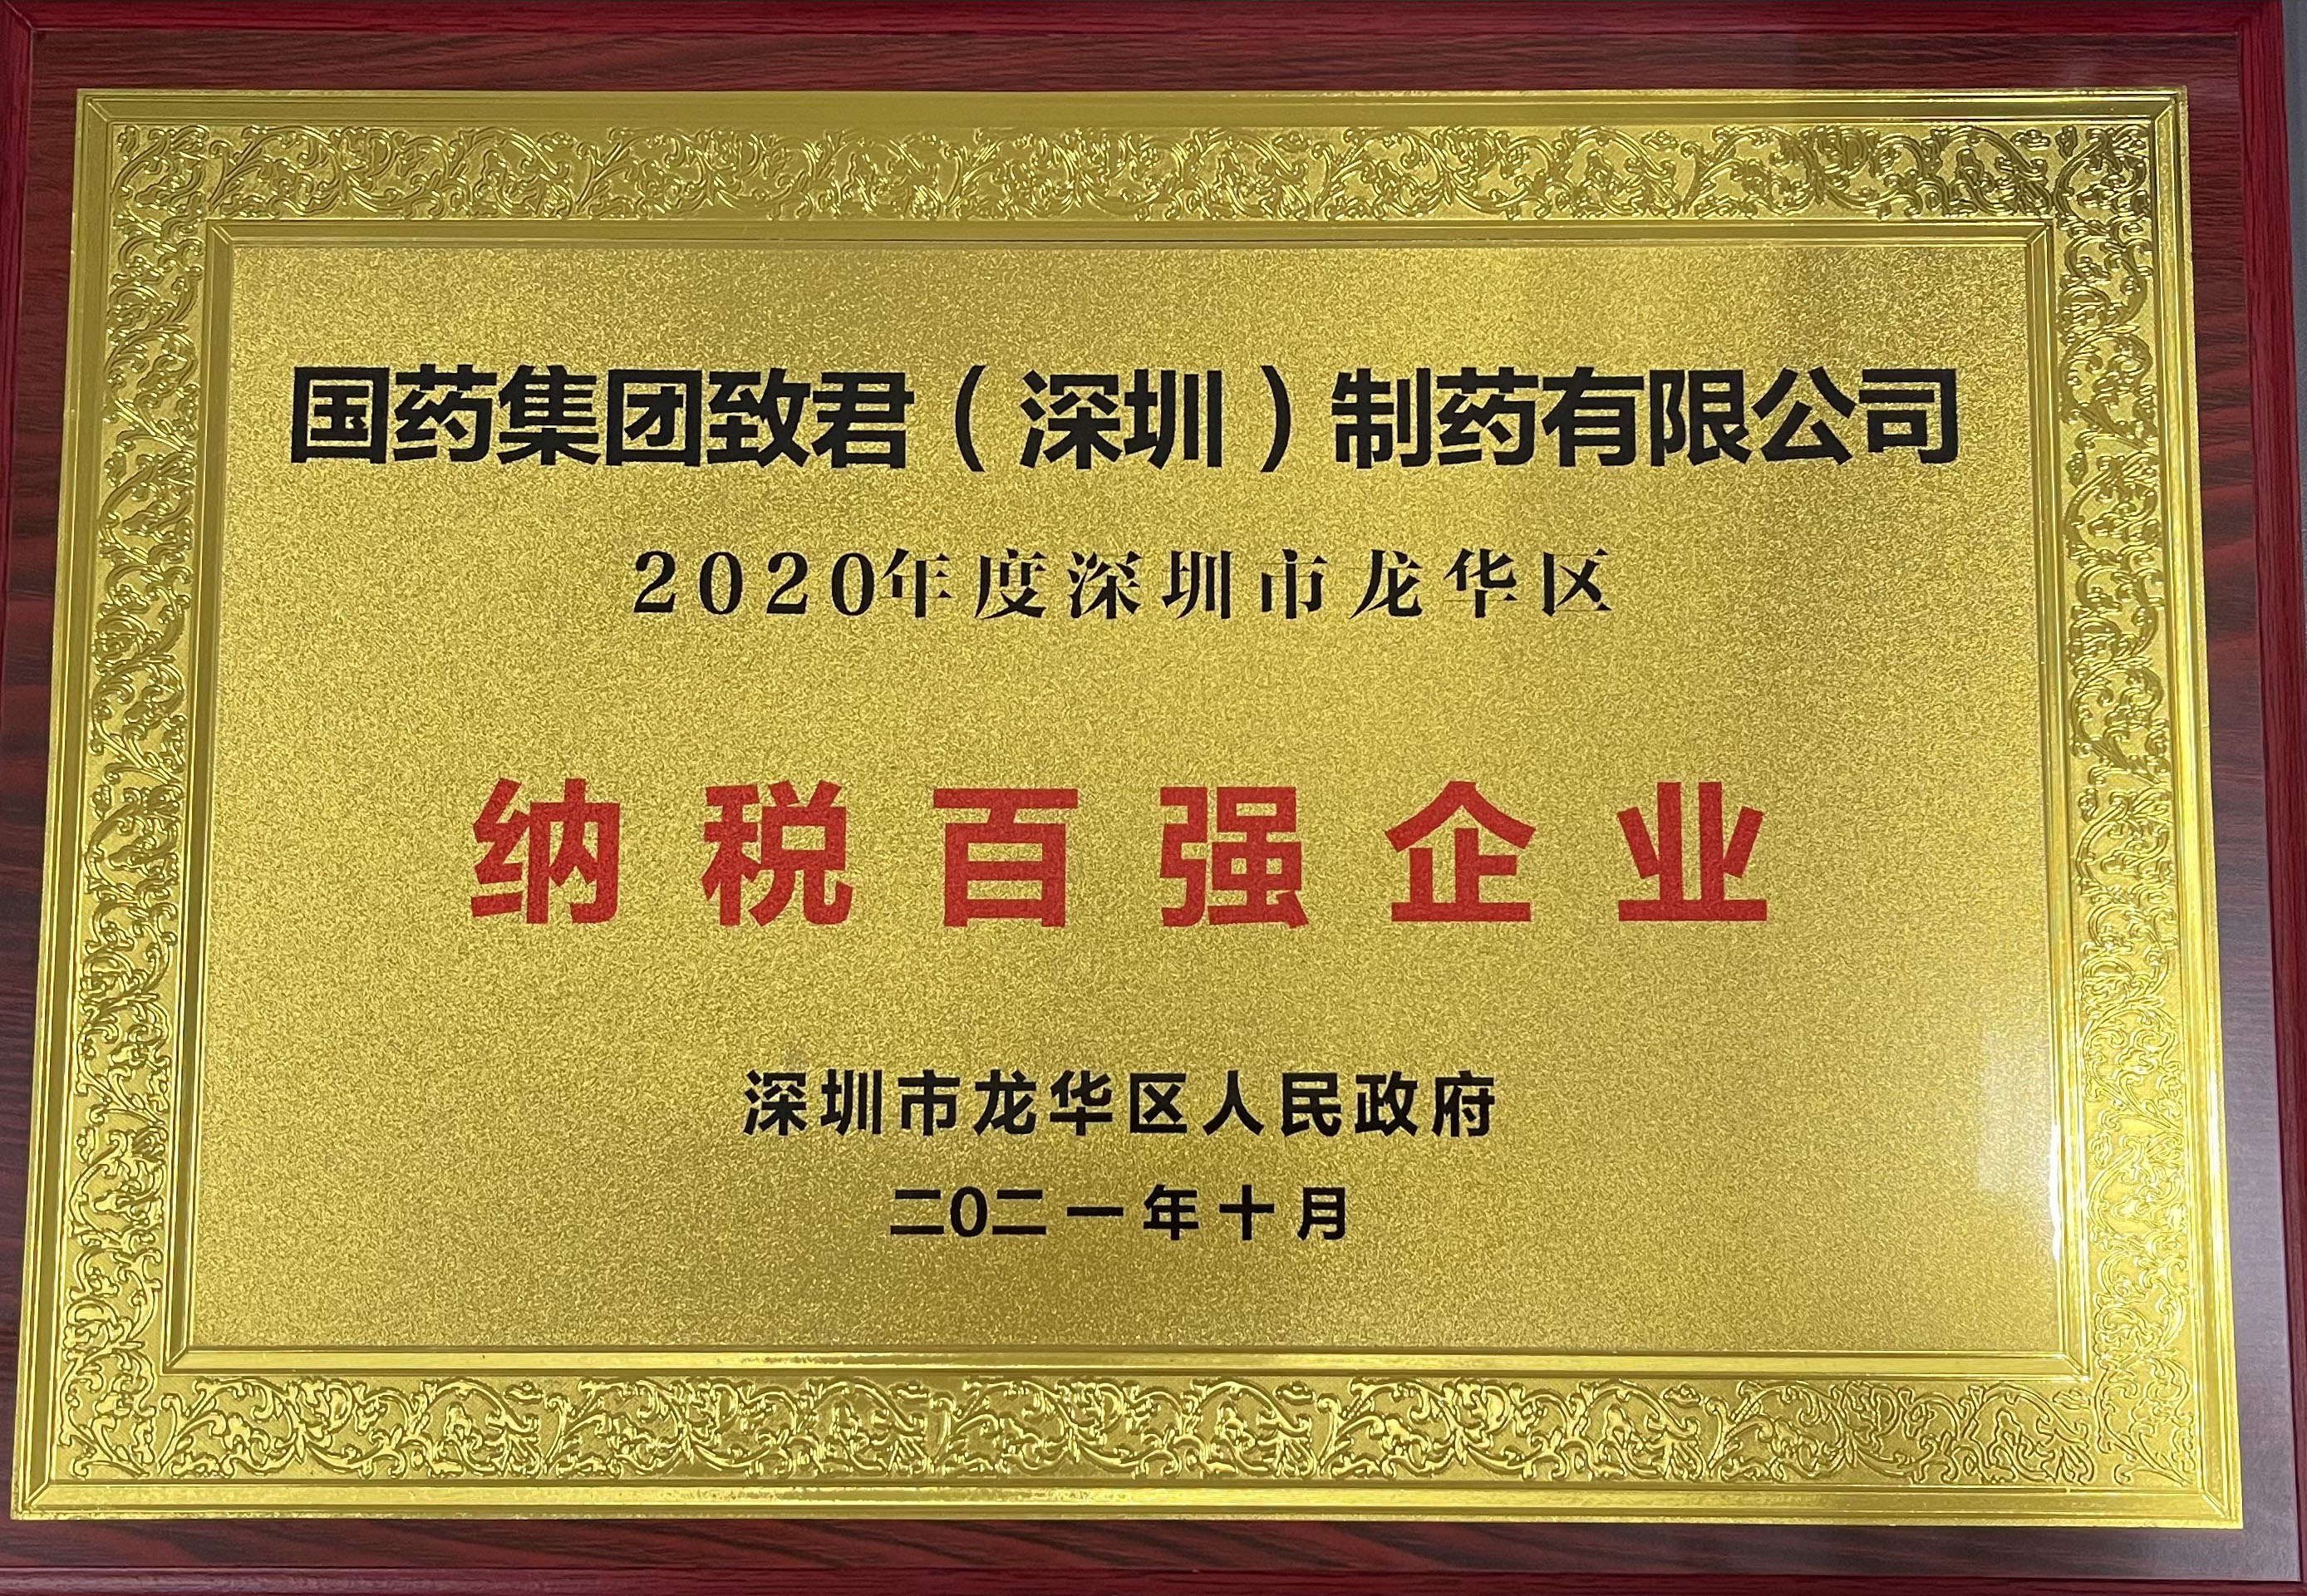 国药集团致君（深圳）制药有限公司
2020年度深圳市龙华区
纳税百强企业
深圳市龙华区人民政府
二0二一年十月